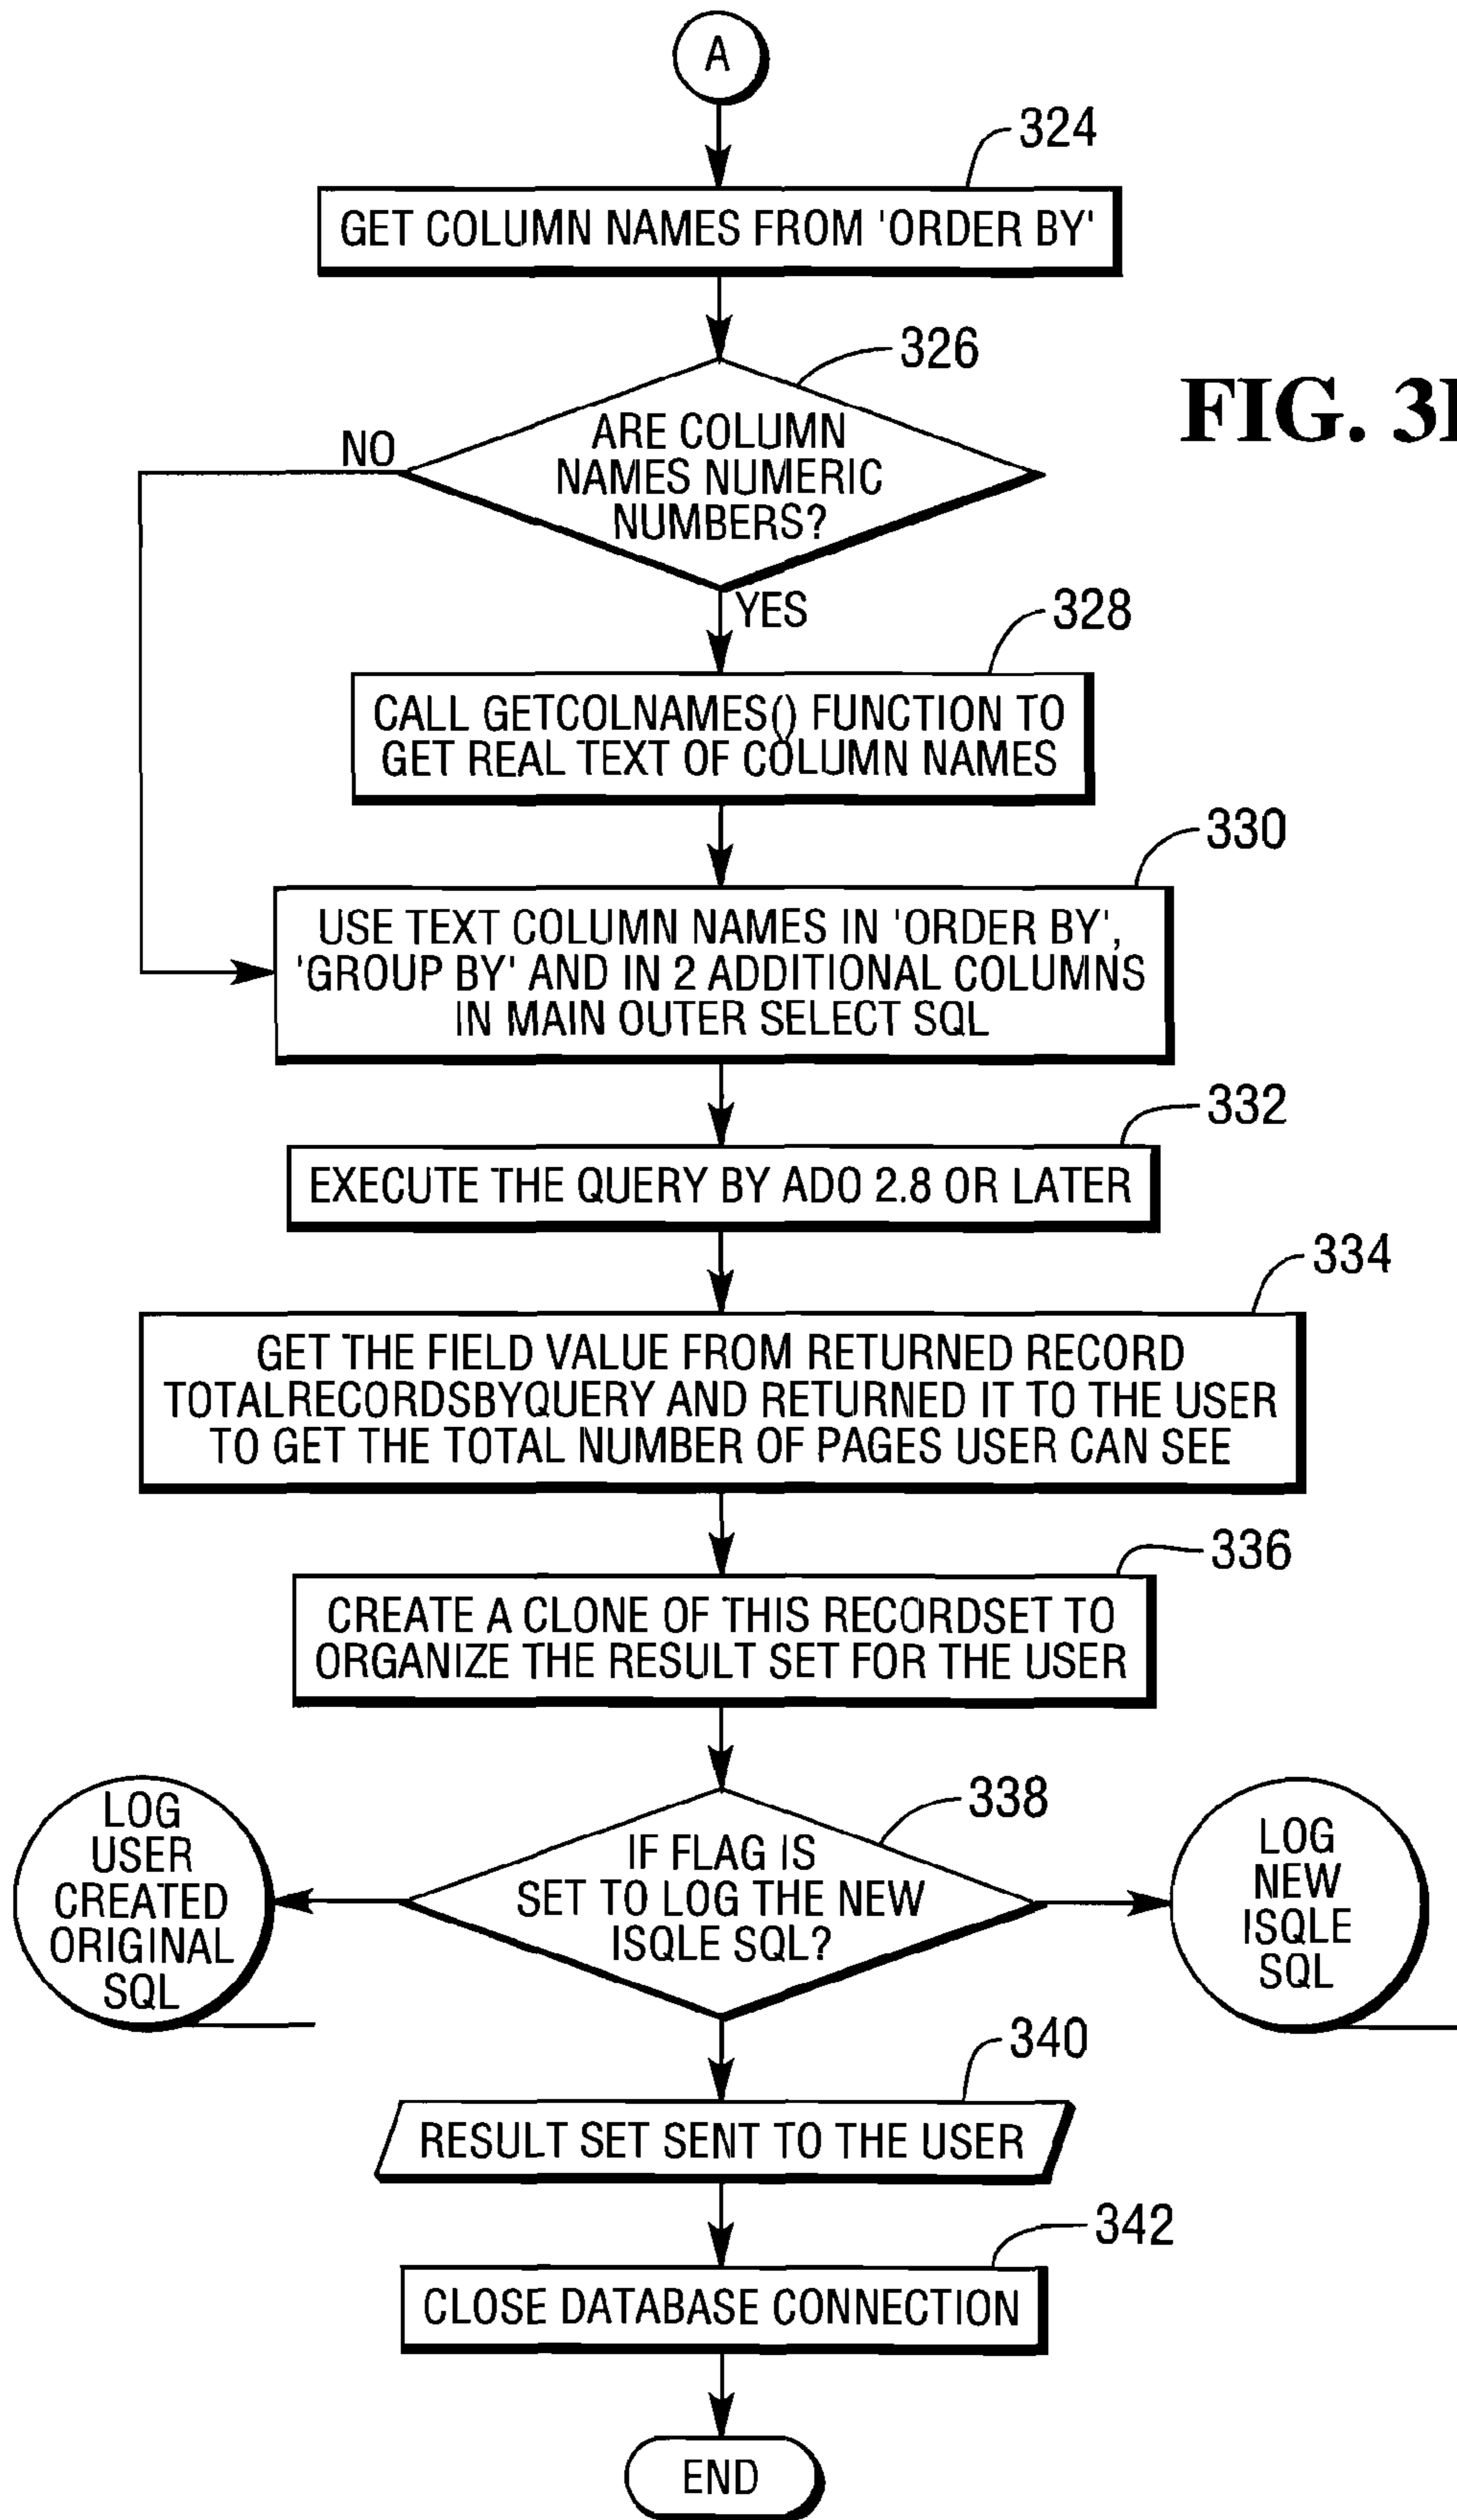 A
324
GET COLUMN NAMES FROM 'ORDER BY'
326
FIG. 3
ARE COLUMN
NAMES NUMERIC
NUMBERS?
NO
YES
328
CALL GETCOLNAMES() FUNCTION TO
GET REAL TEXT OF COLUMN NAMES
330
USE TEXT COLUMN NAMES IN 'ORDER BY',
'GROUP BY' AND IN 2 ADDITIONAL COLUMNS
IN MAIN OUTER SELECT SQL
332
EXECUTE THE QUERY BY ADO 2.8 OR LATER
334
GET THE FIELD VALUE FROM RETURNED RECORD
TOTALRECORDSBYQUERY AND RETURNED IT TO THE USER
TO GET THE TOTAL NUMBER OF PAGES USER CAN SEE
336
CREATE A CLONE OF THIS RECORDSET TO
ORGANIZE THE RESULT SET FOR THE USER
338
LOG
USER
CREATED
ORIGINAL
SQL
IF FLAG IS
SET TO LOG THE NEW
ISQLE SQL?
LOG
NEW
ISQLE
SQL
340
RESULT SET SENT TO THE USER
342
CLOSE DATABASE CONNECTION
END